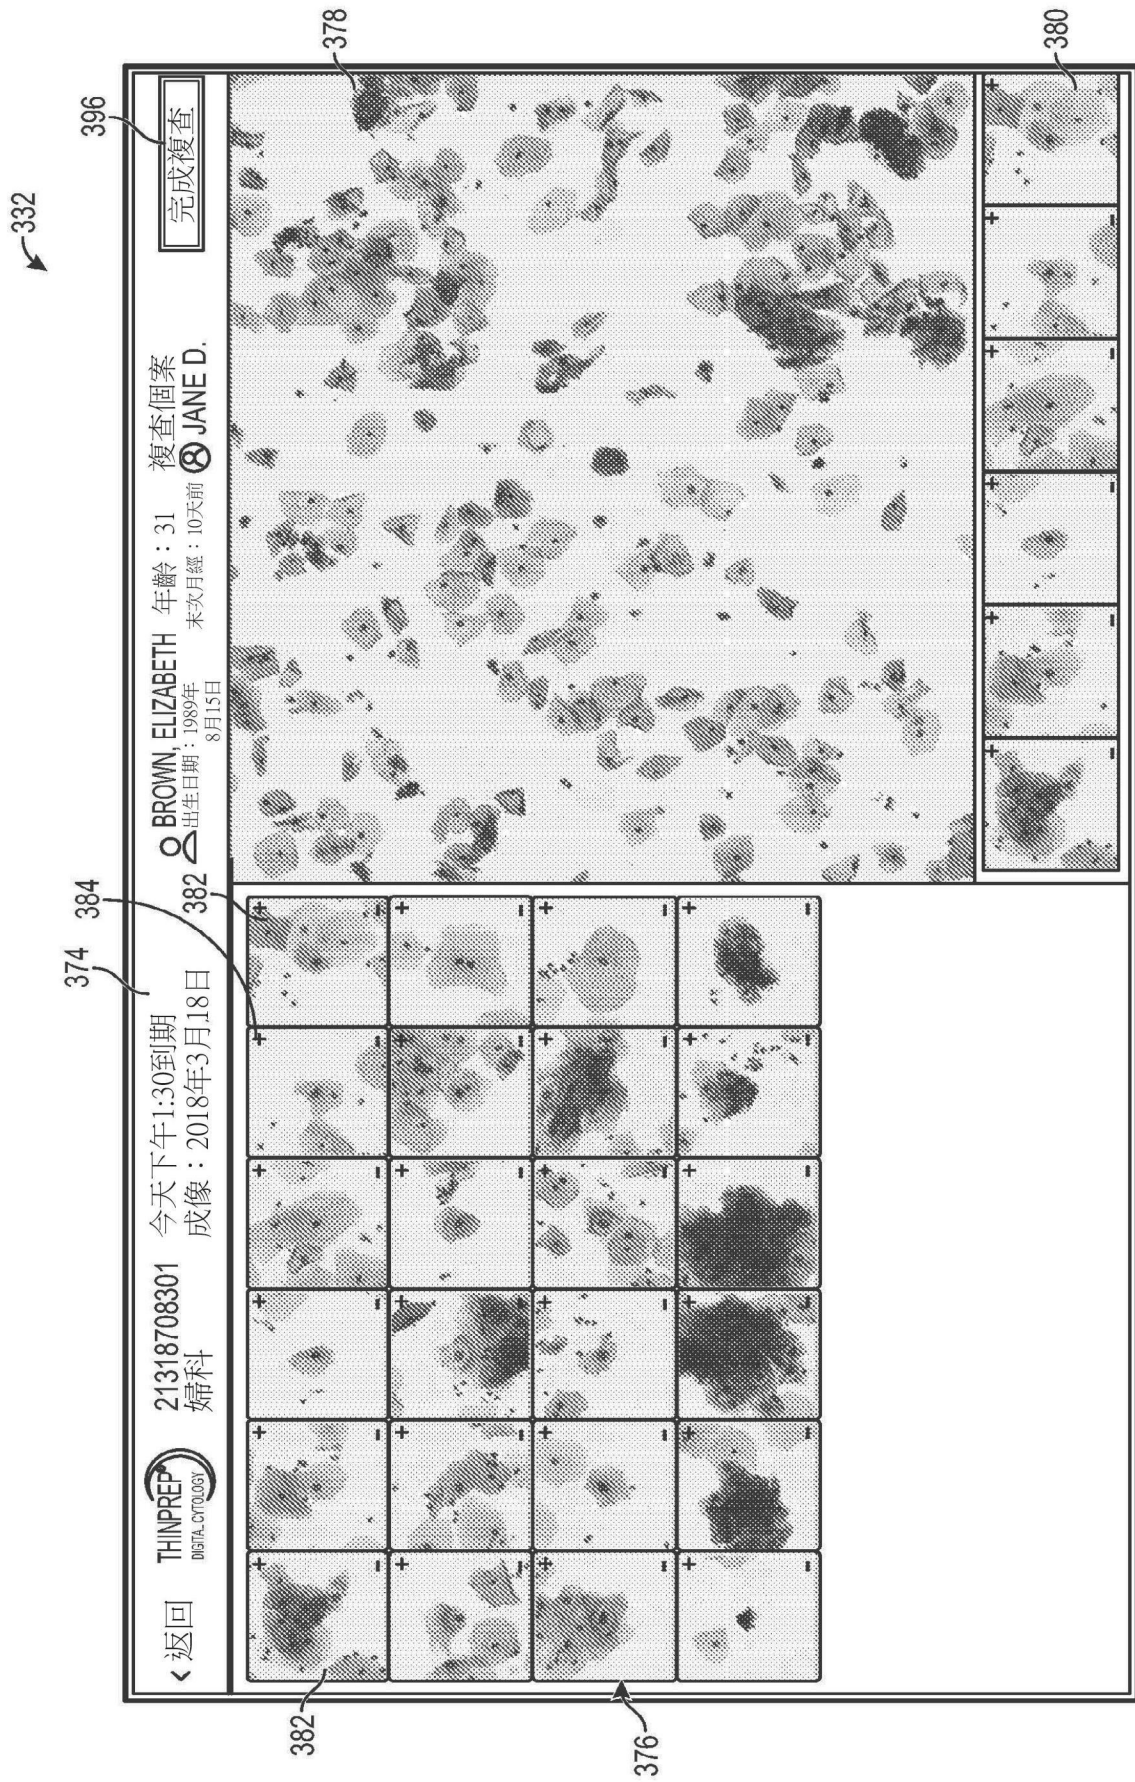 332
396
374
384
382
378
< 返回
THINPREP®
DIGITAL CYTOLOGY
21318708301
婦科
今天下午1:30到期
成像：2018年3月18日
BROWN, ELIZABETH 年齡：31
出生日期：1989年
8月15日
末次月經：10天前
複查個案
JANE D.
完成複查
382
376
380